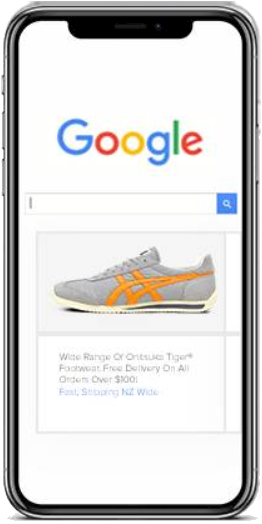 Google
Wide Range Of Onitsuka Tiger®
Footwear.Free Delivery On All
Orders Over $100!
Fast, Shipping NZ Wide